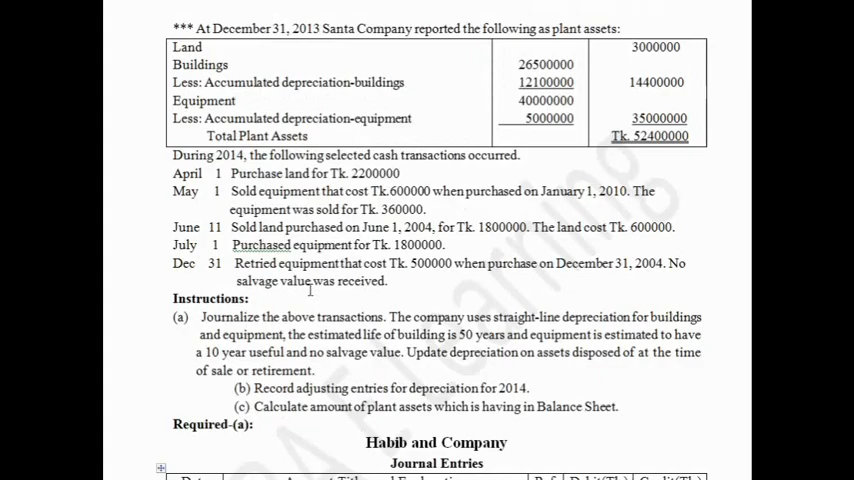 *** At December 31, 2013 Santa Company reported the following as plant assets:
Land 3000000
Buildings 26500000
Less: Accumulated depreciation-buildings 12100000 14400000
Equipment 40000000
Less: Accumulated depreciation-equipment 5000000 35000000
Total Plant Assets Tk. 52400000
During 2014, the following selected cash transactions occurred.
April 1 Purchase land for Tk. 2200000
May 1 Sold equipment that cost Tk.600000 when purchased on January 1, 2010. The
equipment was sold for Tk. 360000.
June 11 Sold land purchased on June 1, 2004, for Tk. 1800000. The land cost Tk. 600000.
July 1 Purchased equipment for Tk. 1800000.
Dec 31 Retried equipment that cost Tk. 500000 when purchase on December 31, 2004. No
salvage value was received.
Instructions:
(a) Journalize the above transactions. The company uses straight-line depreciation for buildings
and equipment, the estimated life of building is 50 years and equipment is estimated to have
a 10 year useful and no salvage value. Update depreciation on assets disposed of at the time
of sale or retirement.
(b) Record adjusting entries for depreciation for 2014.
(c) Calculate amount of plant assets which is having in Balance Sheet.
Required-(a):
Habib and Company
Journal Entries